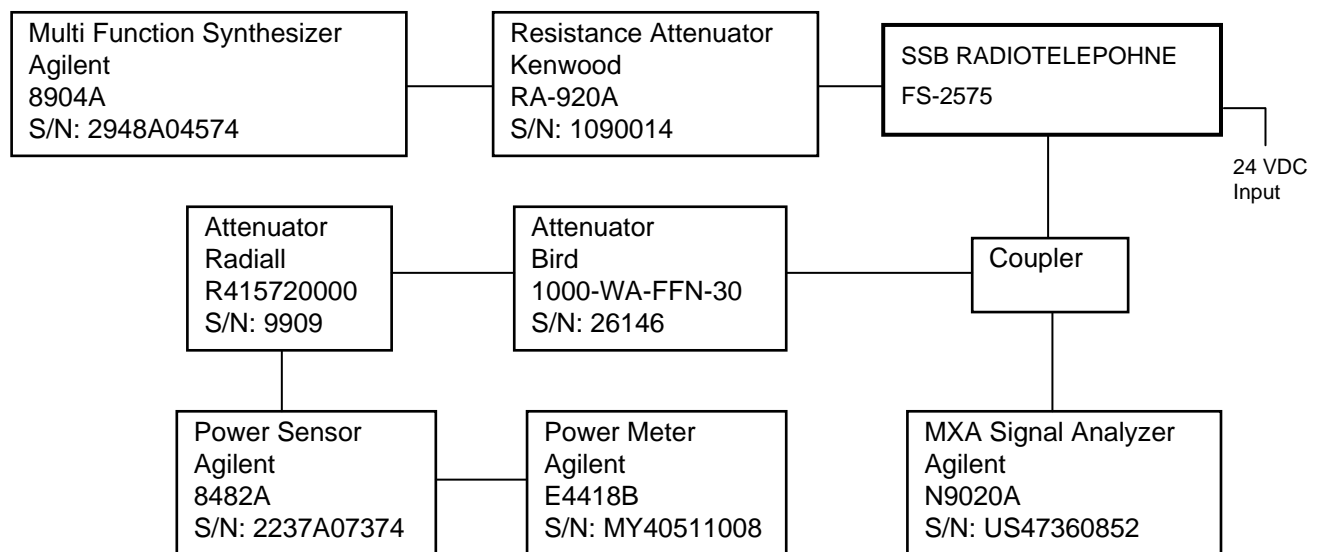 Multi Function Synthesizer
Agilent
8904A
S/N: 2948A04574
Resistance Attenuator
Kenwood
RA-920A
S/N: 1090014
SSB RADIOTELEPOHNE
FS-2575
24 VDC
Input
Attenuator
Radiall
R415720000
S/N: 9909
Attenuator
Bird
1000-WA-FFN-30
S/N: 26146
Coupler
Power Sensor
Agilent
8482A
S/N: 2237A07374
Power Meter
Agilent
E4418B
S/N: MY40511008
MXA Signal Analyzer
Agilent
N9020A
S/N: US47360852